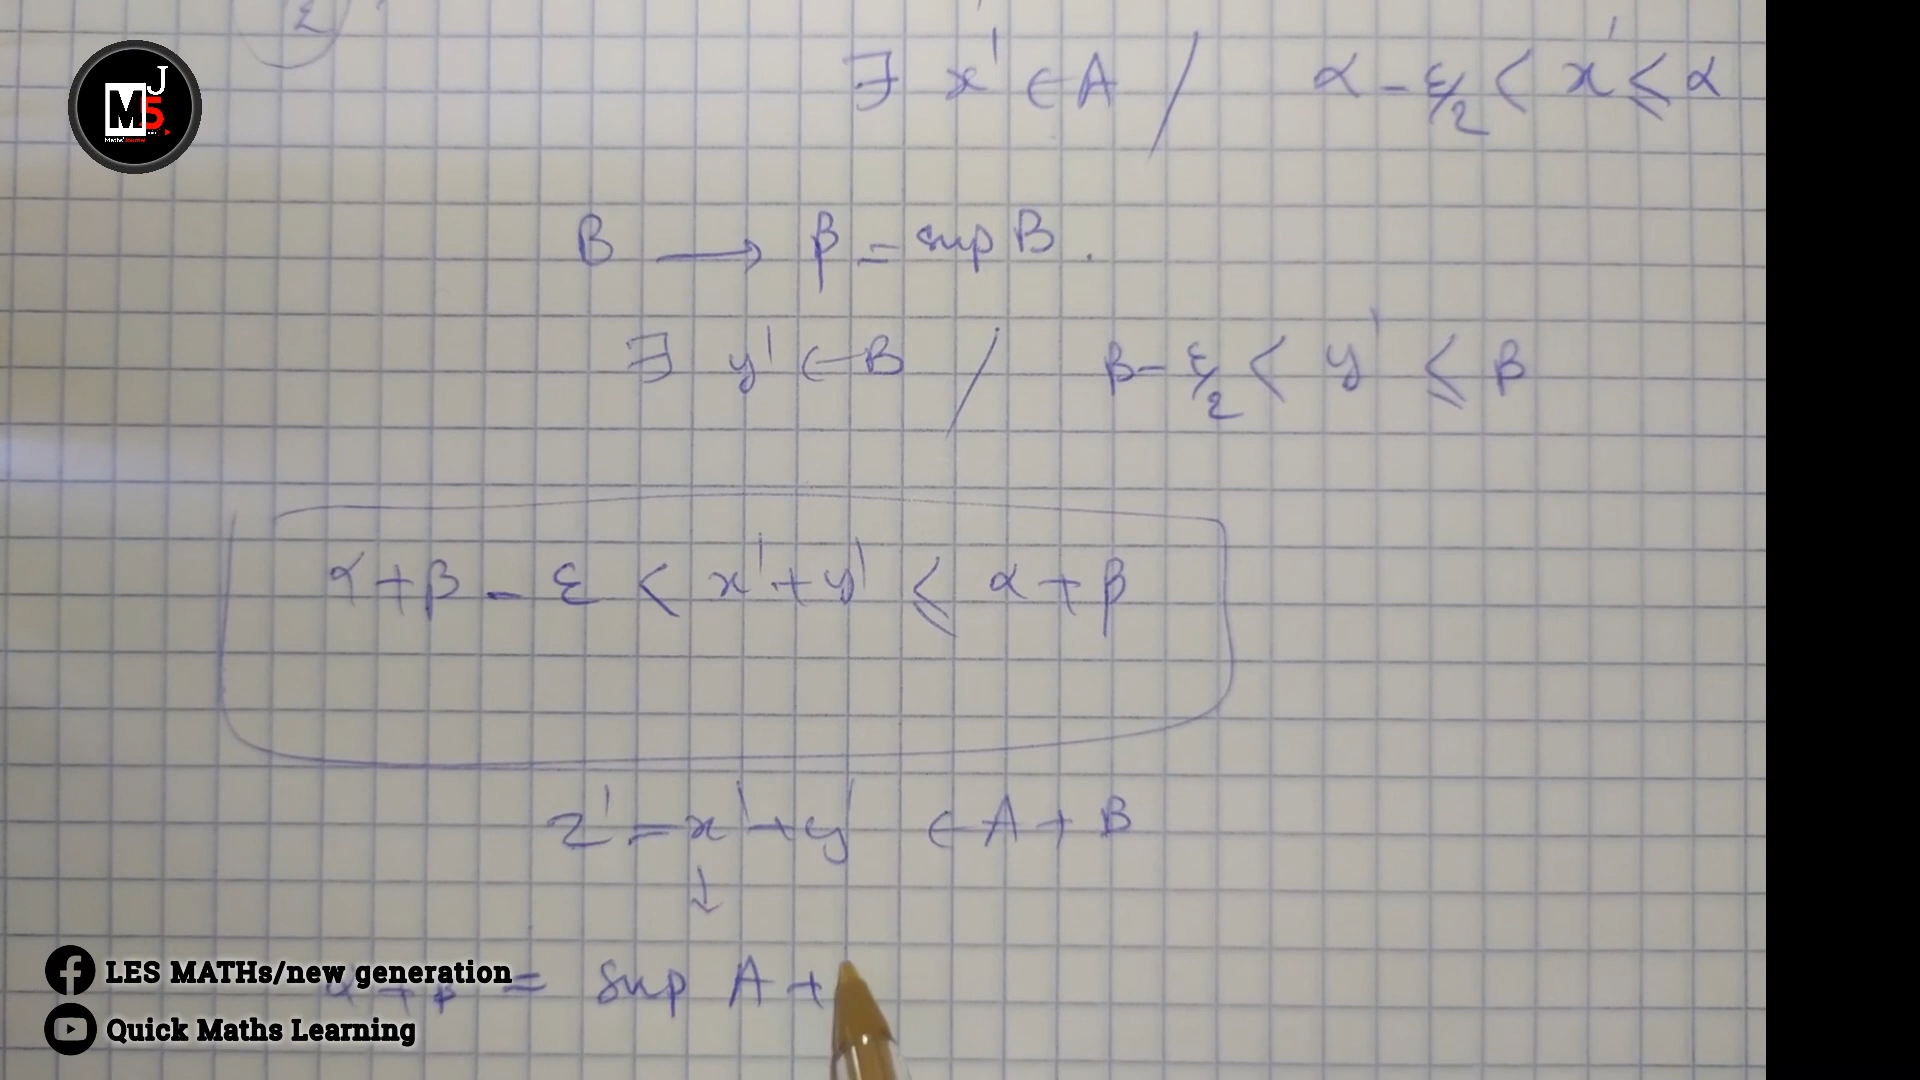 ∃ x' ∈ A / α - ε/2 < x' ≤ α
B → β = sup B.
∃ y' ∈ B / β - ε/2 < y' ≤ β
α + β - ε < x' + y' ≤ α + β
z' = x' + y' ∈ A + B
↓
α + β = sup A +
MJ5
LES MATHs/new generation
Quick Maths Learning